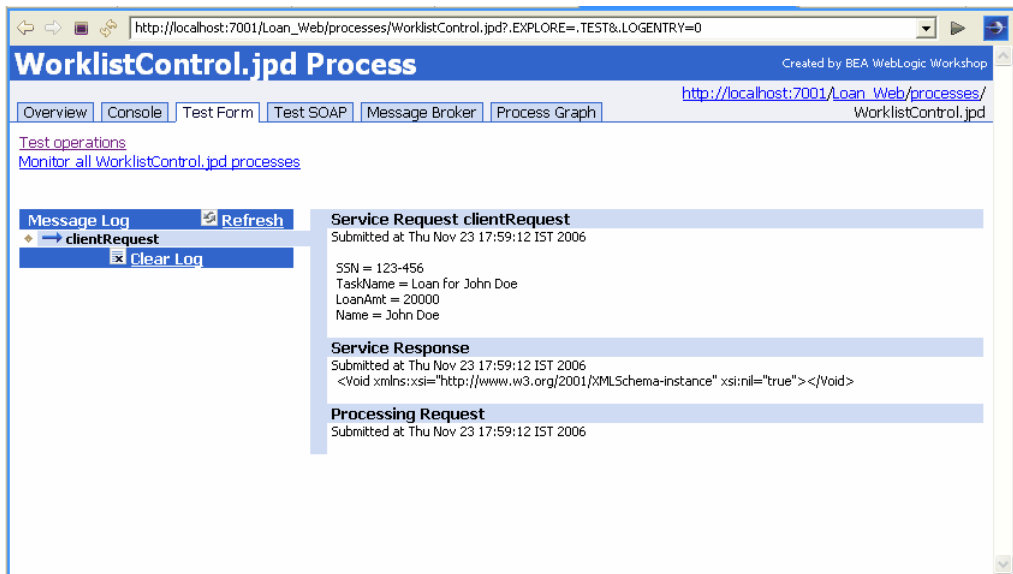 http://localhost:7001/Loan_Web/processes/WorklistControl.jpd?.EXPLORE=.TEST&.LOGENTRY=0
WorklistControl.jpd Process
Created by BEA WebLogic Workshop
http://localhost:7001/Loan_Web/processes/
WorklistControl.jpd
Overview Console Test Form Test SOAP Message Broker Process Graph
Test operations
Monitor all WorklistControl.jpd processes
Message Log Refresh
clientRequest
Clear Log
Service Request clientRequest
Submitted at Thu Nov 23 17:59:12 IST 2006
SSN = 123-456
TaskName = Loan for John Doe
LoanAmt = 20000
Name = John Doe
Service Response
Submitted at Thu Nov 23 17:59:12 IST 2006
<Void xmlns:xsi="http://www.w3.org/2001/XMLSchema-instance" xsi:nil="true"></Void>
Processing Request
Submitted at Thu Nov 23 17:59:12 IST 2006